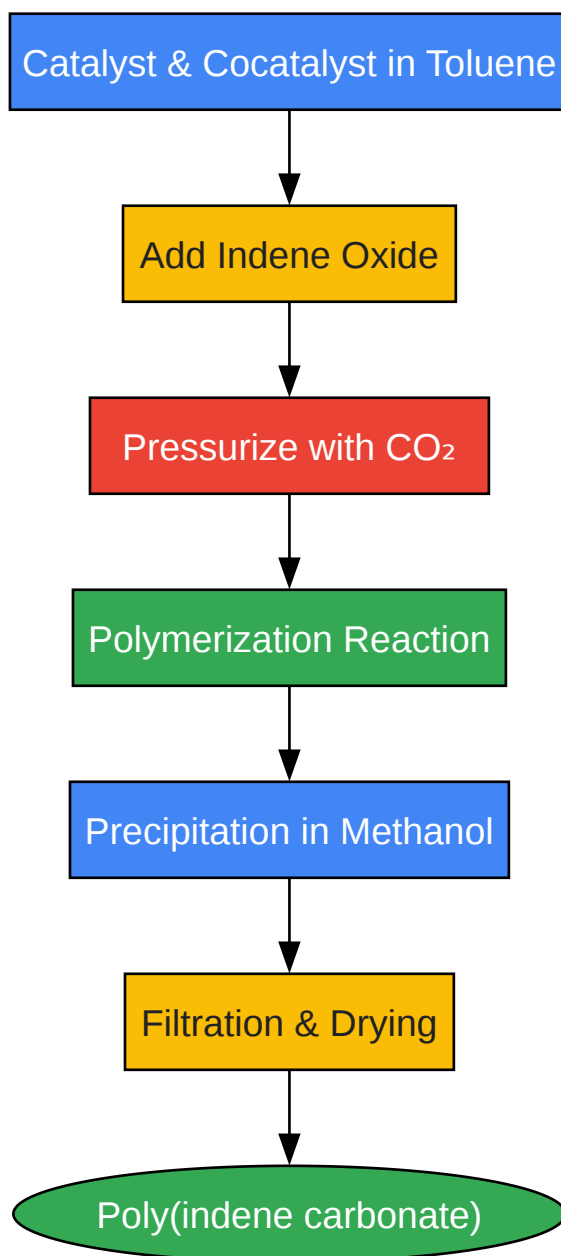 Catalyst & Cocatalyst in Toluene
Add Indene Oxide
Pressurize with CO₂
Polymerization Reaction
Precipitation in Methanol
Filtration & Drying
Poly(indene carbonate)